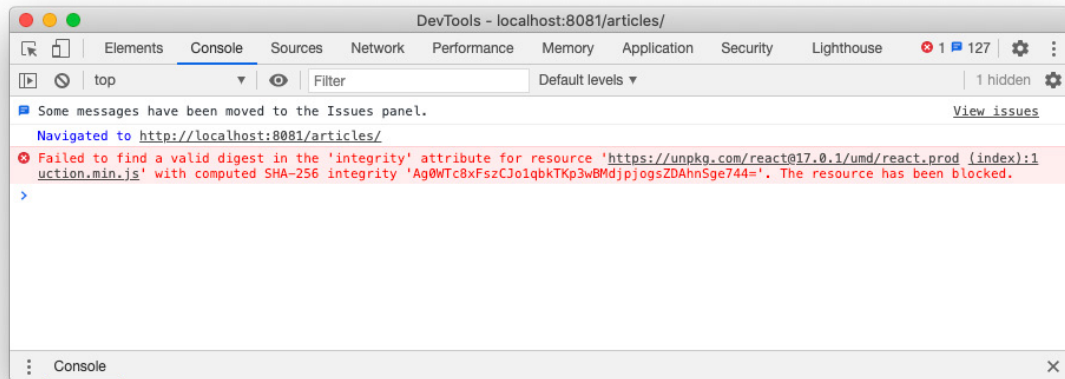 DevTools - localhost:8081/articles/
Elements Console Sources Network Performance Memory Application Security Lighthouse 1 127
top Filter Default levels 1 hidden
Some messages have been moved to the Issues panel. View issues
Navigated to http://localhost:8081/articles/
Failed to find a valid digest in the 'integrity' attribute for resource 'https://unpkg.com/react@17.0.1/umd/react.prod (index):1
uction.min.js' with computed SHA-256 integrity 'Ag0WTc8xFszCJo1qbkTKp3wBMdjpjogsZDAhnSge744='. The resource has been blocked.
Console